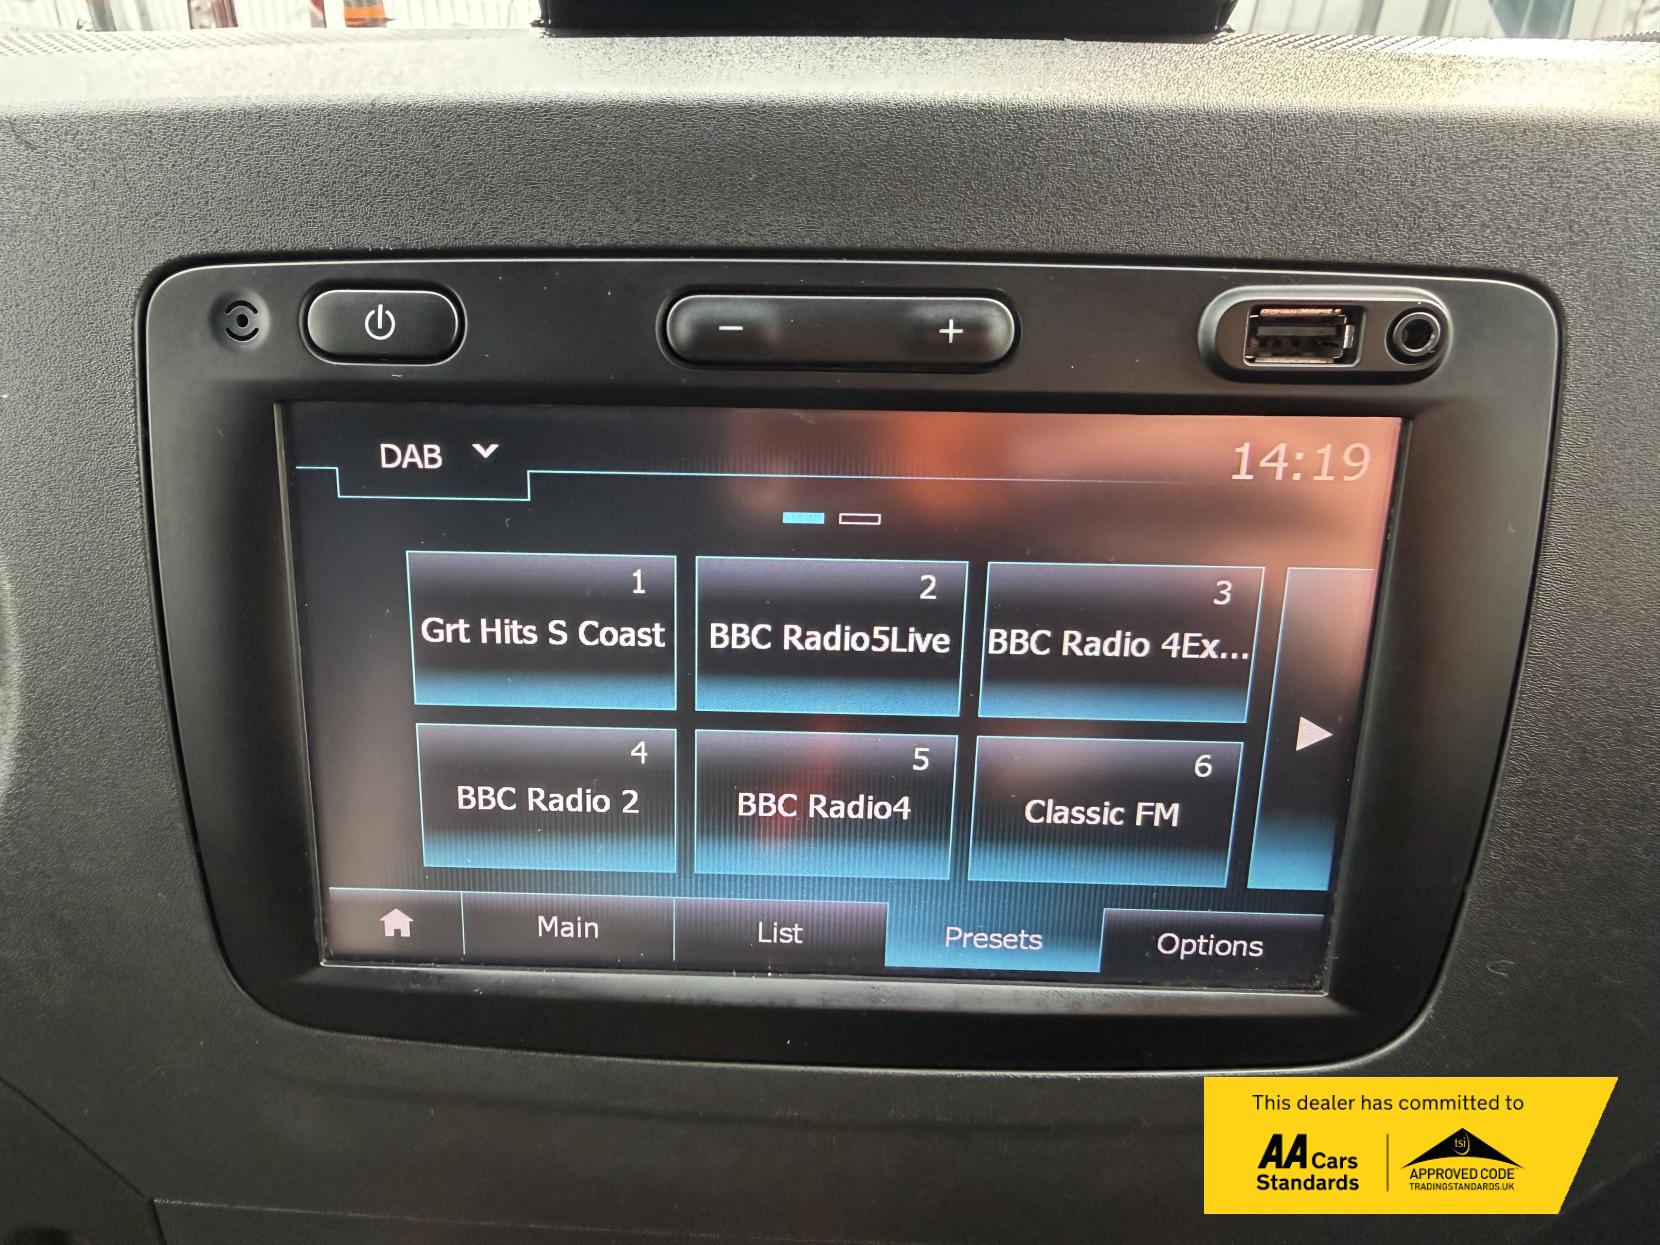 DAB
14:19
1
Grt Hits S Coast
2
BBC Radio5Live
3
BBC Radio 4Ex...
4
BBC Radio 2
5
BBC Radio4
6
Classic FM
Main
List
Presets
Options
This dealer has committed to
AA Cars
Standards
tsi
APPROVED CODE
TRADINGSTANDARDS.UK